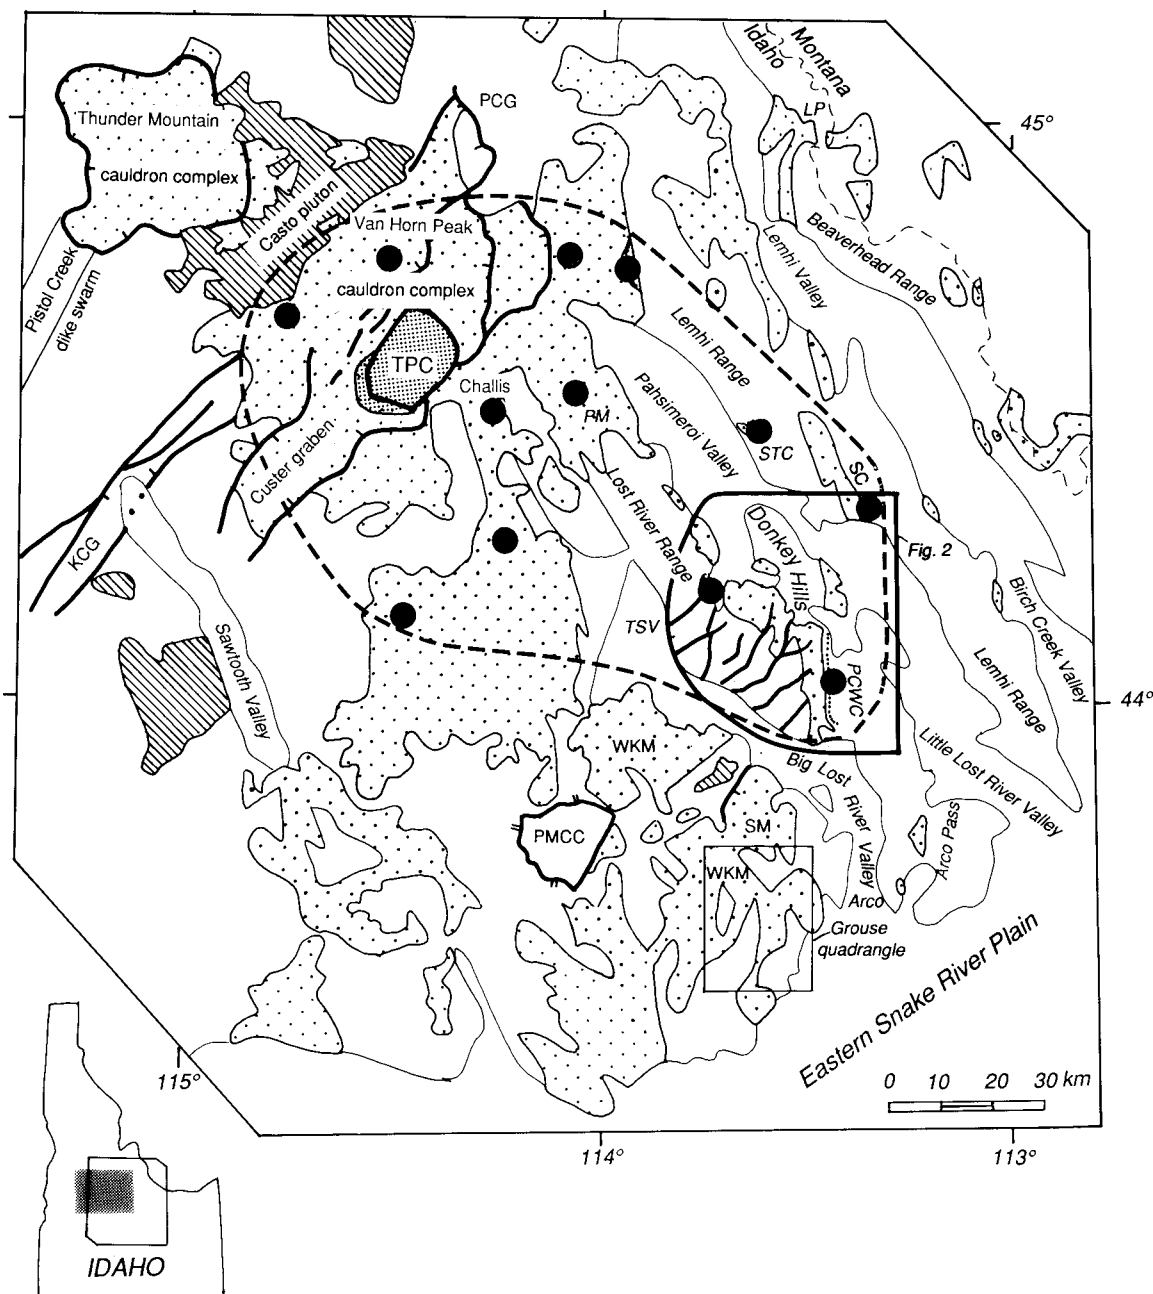 Montana
Idaho
PCG
LP
45°
Thunder Mountain
cauldron complex
Casto pluton
Van Horn Peak
cauldron complex
Beaverhead Range
Lemhi Valley
Pistol Creek
dike swarm
Lemhi Range
TPC
Challis
PM
Pahsimeroi Valley
STC
SC
Custer graben
Lost River Range
Donkey Hills
Fig. 2
KCG
Birch Creek Valley
TSV
Sawtooth Valley
PCWC
Lemhi Range
44°
WKM
Big Lost
River Valley
Little Lost River Valley
PMCC
SM
Arco Pass
WKM
Arco
Grouse
quadrangle
Eastern Snake River Plain
115°
0 10 20 30 km
114°
113°
IDAHO